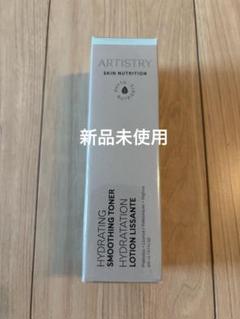 ARTISTRY
SKIN NUTRITION
新品未使用
HYDRATING
SMOOTHING TONER
HYDRATATION
LOTION LISSANTE